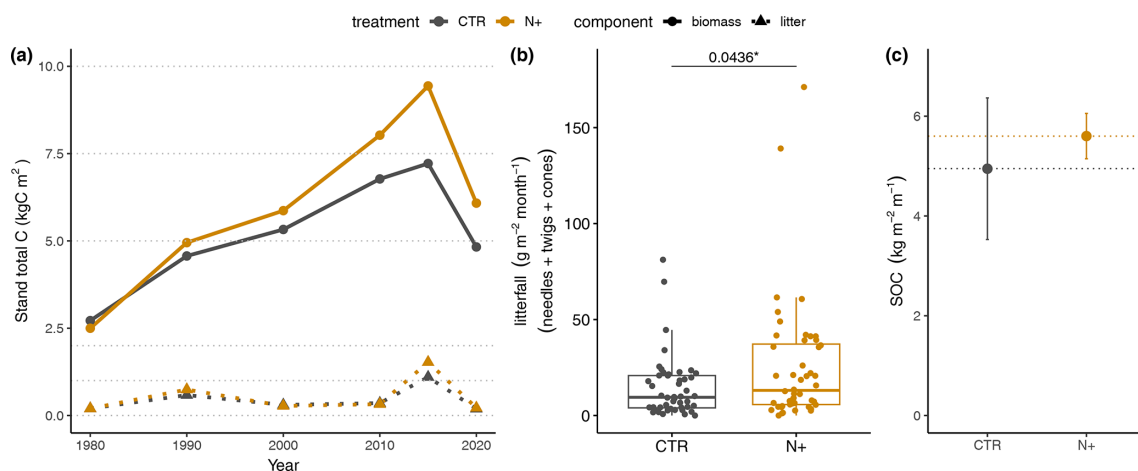 treatment CTR N+ component biomass litter
(a)
Stand total C (kgC m²)
10.0
7.5
5.0
2.5
0.0
1980 1990 2000 2010 2020
Year
(b)
litterfall (g m⁻² month⁻¹)
(needles + twigs + cones)
0.0436*
150
100
50
0
CTR N+
(c)
SOC (kg m⁻² m⁻¹)
6
4
2
0
CTR N+